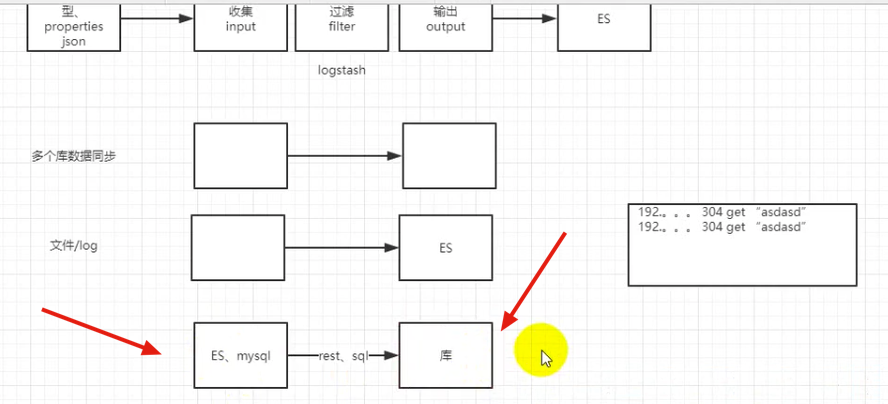 型、
properties
json
收集
input
过滤
filter
输出
output
ES
logstash
多个库数据同步
文件/log
ES
192.。。。 304 get “asdasd”
192.。。。 304 get “asdasd”
ES、mysql
rest、sql
库